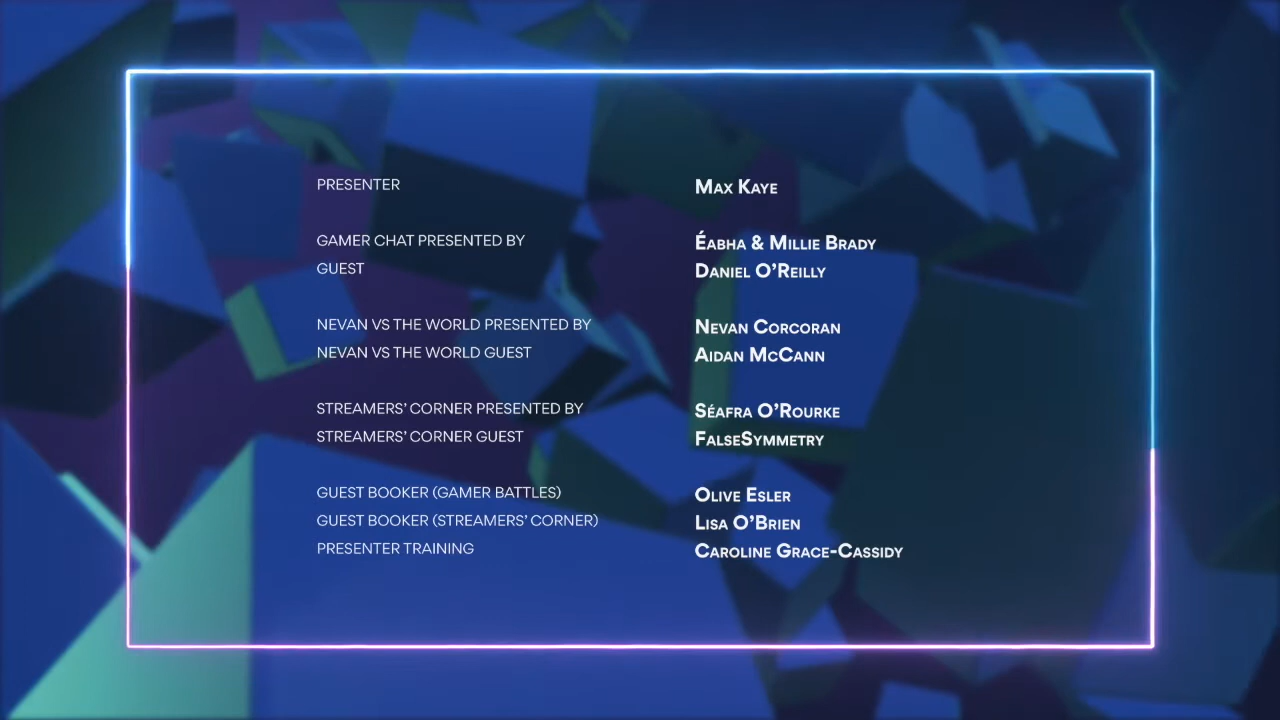 PRESENTER Max Kaye
GAMER CHAT PRESENTED BY Éabha & Millie Brady
GUEST Daniel O'Reilly
NEVAN VS THE WORLD PRESENTED BY Nevan Corcoran
NEVAN VS THE WORLD GUEST Aidan McCann
STREAMERS' CORNER PRESENTED BY Séafra O'Rourke
STREAMERS' CORNER GUEST FalseSymmetry
GUEST BOOKER (GAMER BATTLES) Olive Esler
GUEST BOOKER (STREAMERS' CORNER) Lisa O'Brien
PRESENTER TRAINING Caroline Grace-Cassidy